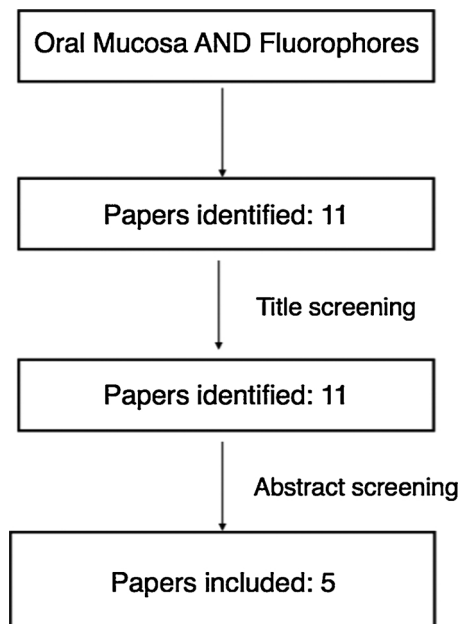 Oral Mucosa AND Fluorophores
Papers identified: 11
Title screening
Papers identified: 11
Abstract screening
Papers included: 5